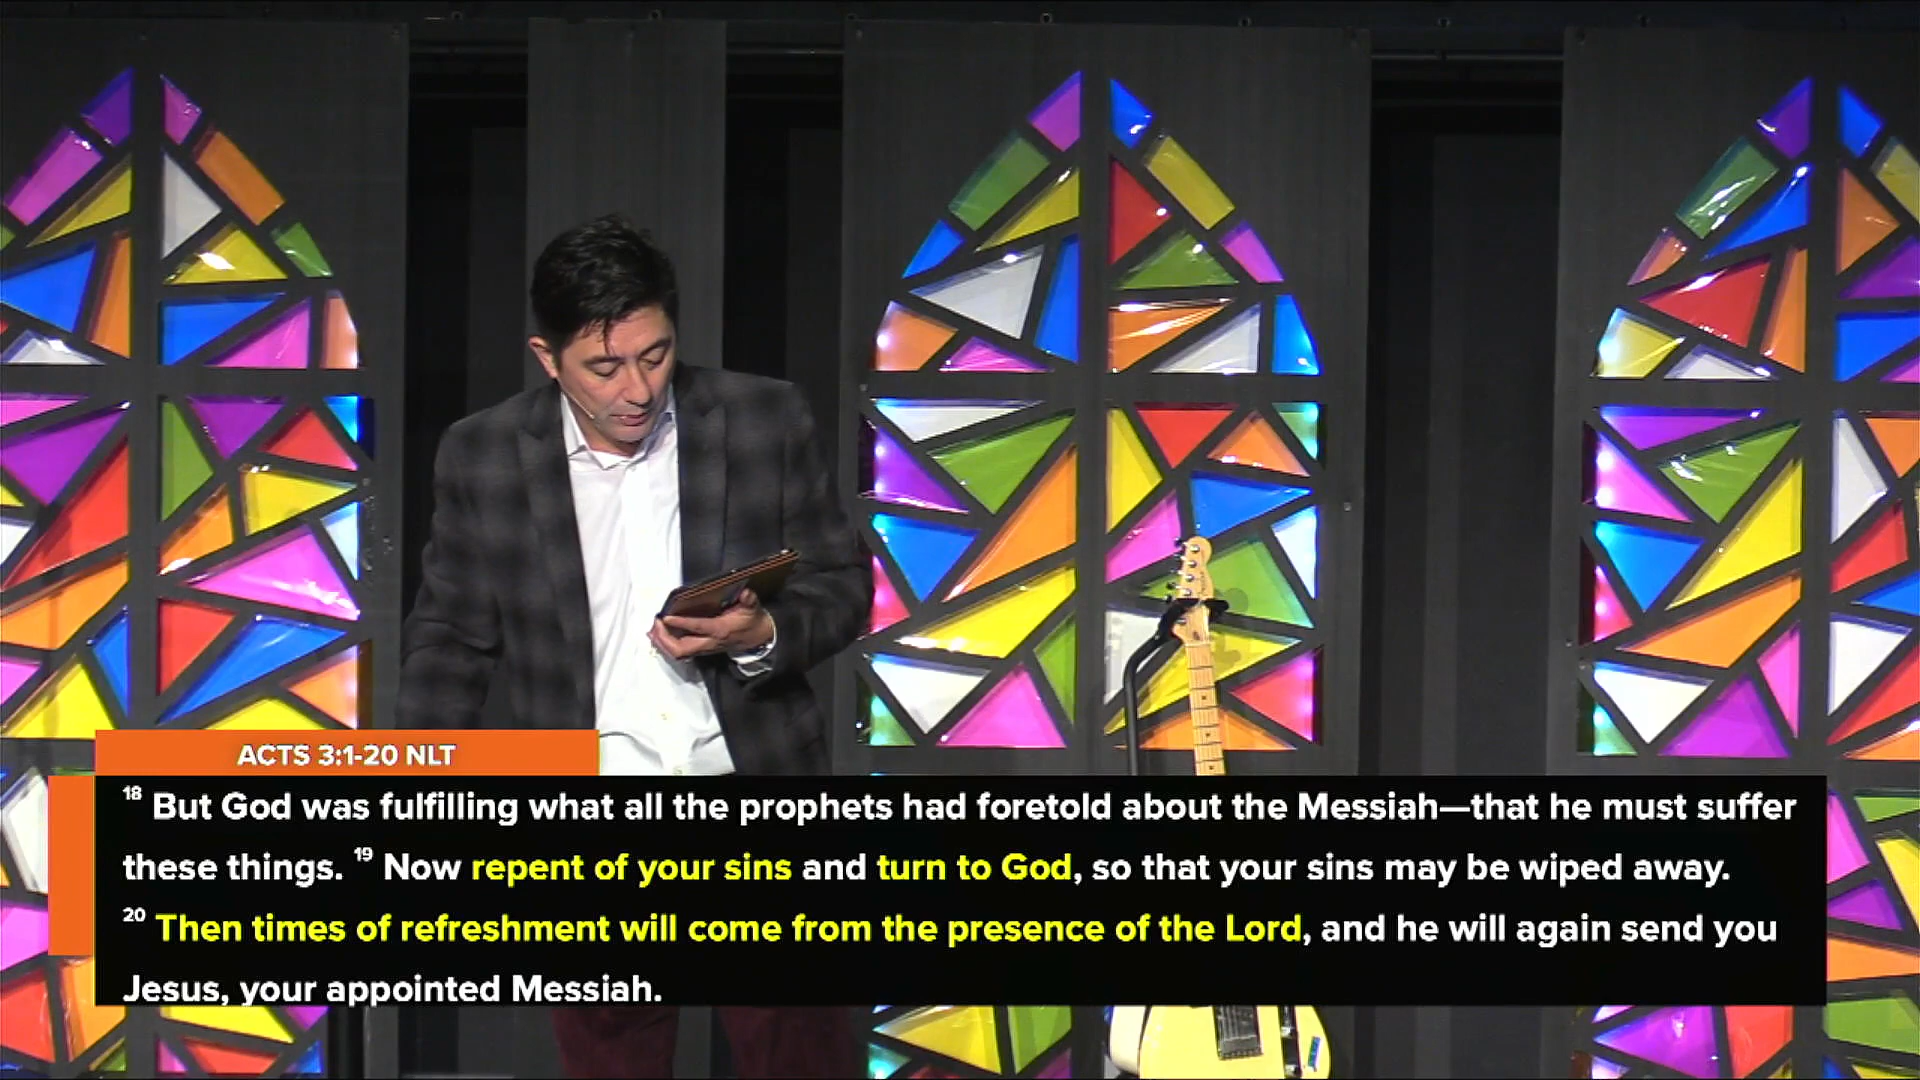 ACTS 3:1-20 NLT
18 But God was fulfilling what all the prophets had foretold about the Messiah—that he must suffer
these things. 19 Now repent of your sins and turn to God, so that your sins may be wiped away.
20 Then times of refreshment will come from the presence of the Lord, and he will again send you
Jesus, your appointed Messiah.